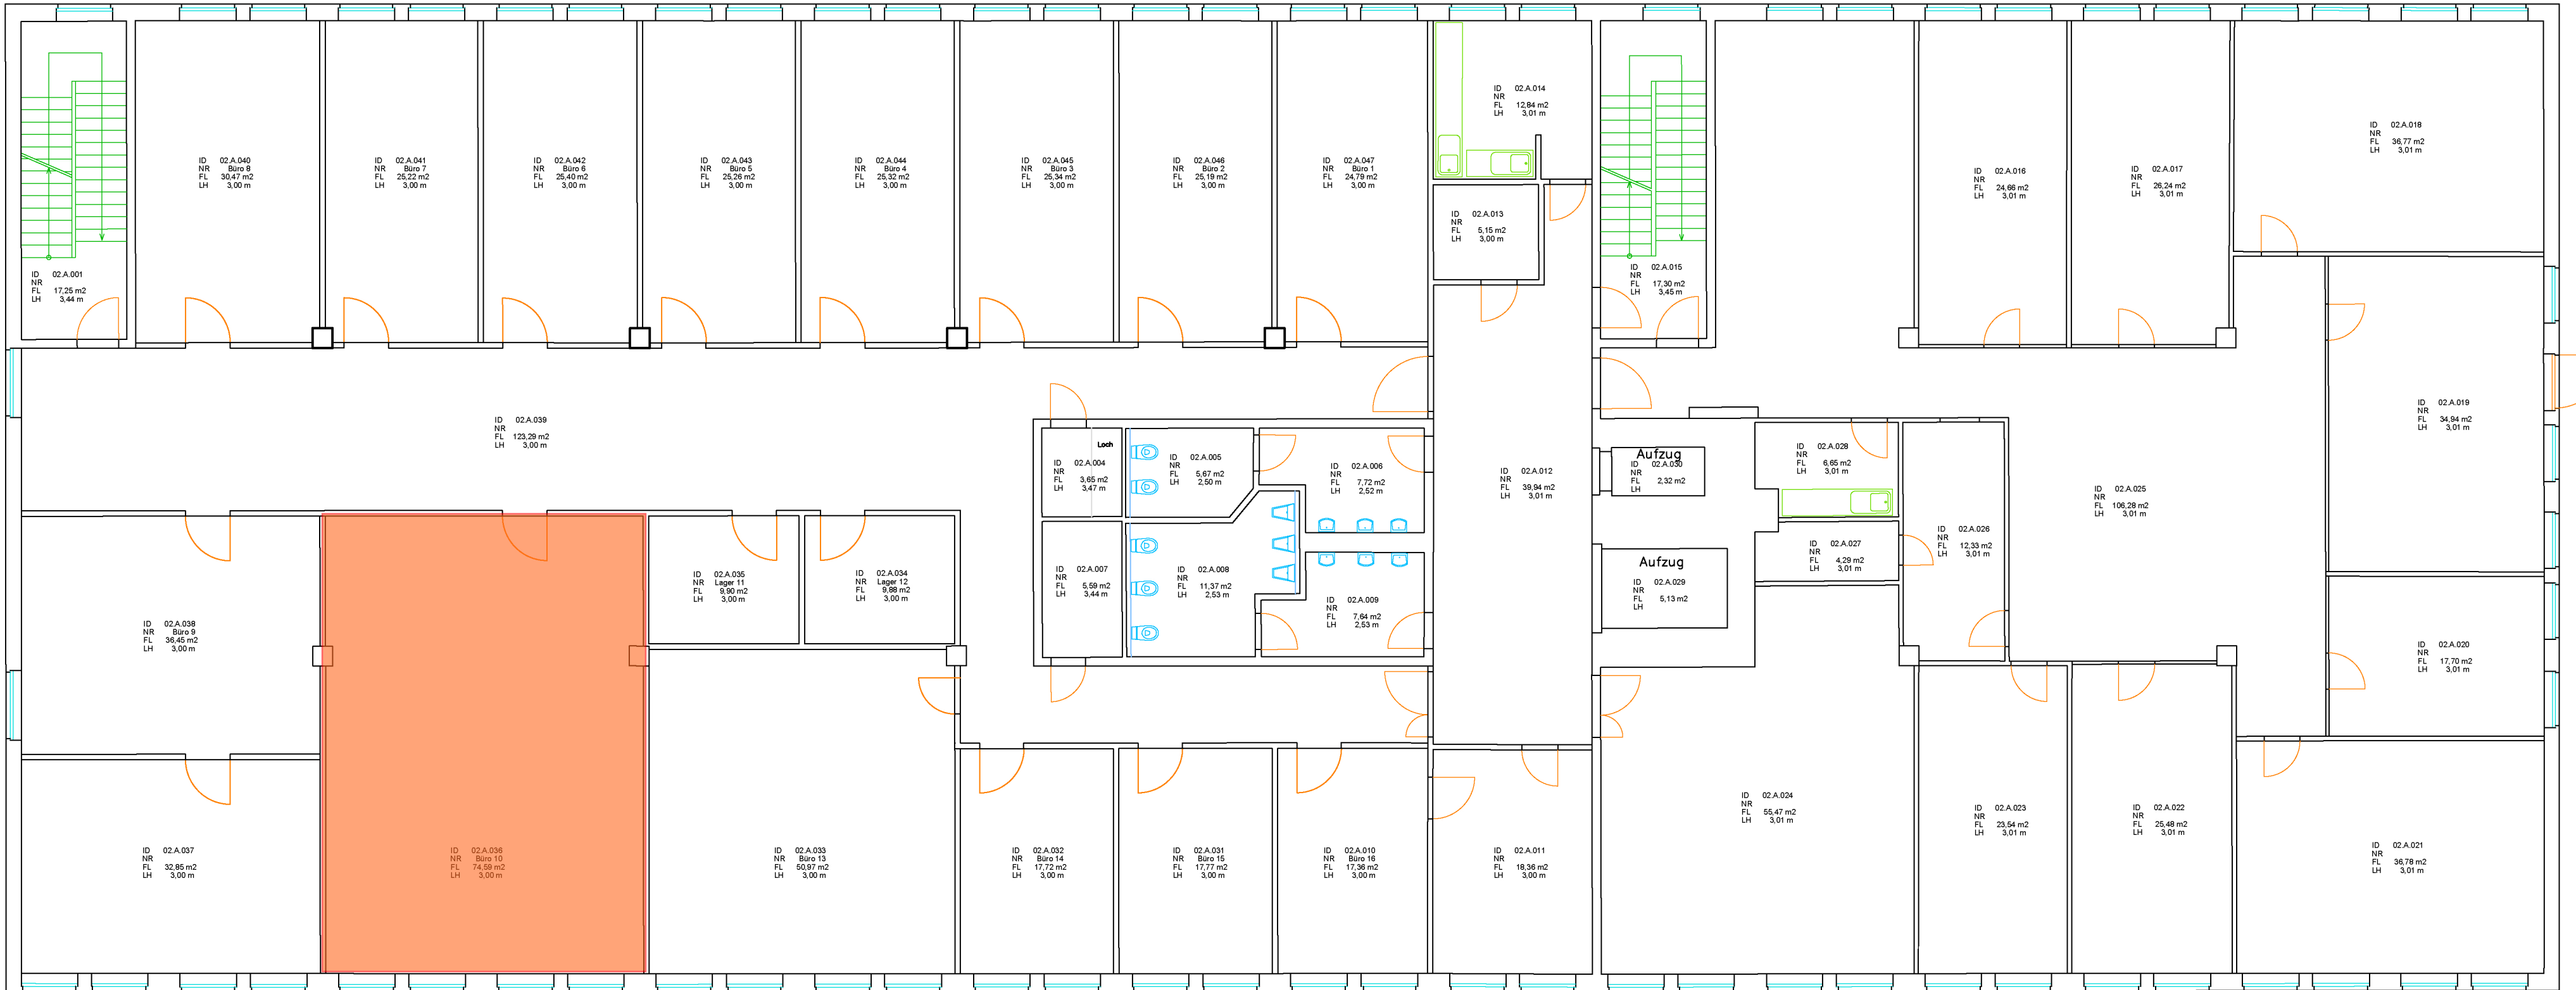 ID 02.A.040
NR Büro 8
FL 30,47 m2
LH 3,00 m
ID 02.A.041
NR Büro 7
FL 25,22 m2
LH 3,00 m
ID 02.A.042
NR Büro 6
FL 25,40 m2
LH 3,00 m
ID 02.A.043
NR Büro 5
FL 25,26 m2
LH 3,00 m
ID 02.A.044
NR Büro 4
FL 25,32 m2
LH 3,00 m
ID 02.A.045
NR Büro 3
FL 25,34 m2
LH 3,00 m
ID 02.A.046
NR Büro 2
FL 25,19 m2
LH 3,00 m
ID 02.A.047
NR Büro 1
FL 24,79 m2
LH 3,00 m
ID 02.A.014
NR
FL 12,84 m2
LH 3,01 m
ID 02.A.013
NR
FL 5,15 m2
LH 3,00 m
ID 02.A.016
NR
FL 24,66 m2
LH 3,01 m
ID 02.A.017
NR
FL 26,24 m2
LH 3,01 m
ID 02.A.018
NR
FL 36,77 m2
LH 3,01 m
ID 02.A.001
NR
FL 17,25 m2
LH 3,44 m
ID 02.A.015
NR
FL 17,30 m2
LH 3,45 m
ID 02.A.039
NR
FL 123,29 m2
LH 3,00 m
Loch
ID 02.A.004
NR
FL 3,65 m2
LH 3,47 m
ID 02.A.005
NR
FL 5,67 m2
LH 2,50 m
ID 02.A.006
NR
FL 7,72 m2
LH 2,52 m
ID 02.A.012
NR
FL 39,94 m2
LH 3,01 m
Aufzug
ID 02.A.030
NR
FL 2,32 m2
LH
ID 02.A.028
NR
FL 6,65 m2
LH 3,01 m
ID 02.A.019
NR
FL 34,94 m2
LH 3,01 m
ID 02.A.025
NR
FL 106,28 m2
LH 3,01 m
ID 02.A.026
NR
FL 12,33 m2
LH 3,01 m
ID 02.A.027
NR
FL 4,29 m2
LH 3,01 m
Aufzug
ID 02.A.029
NR
FL 5,13 m2
LH
ID 02.A.007
NR
FL 5,59 m2
LH 3,44 m
ID 02.A.008
NR
FL 11,37 m2
LH 2,53 m
ID 02.A.009
NR
FL 7,64 m2
LH 2,53 m
ID 02.A.035
NR Lager 11
FL 9,90 m2
LH 3,00 m
ID 02.A.034
NR Lager 12
FL 9,88 m2
LH 3,00 m
ID 02.A.038
NR Büro 9
FL 36,45 m2
LH 3,00 m
ID 02.A.020
NR
FL 17,70 m2
LH 3,01 m
ID 02.A.037
NR
FL 32,85 m2
LH 3,00 m
ID 02.A.036
NR Büro 10
FL 74,59 m2
LH 3,00 m
ID 02.A.033
NR Büro 13
FL 50,97 m2
LH 3,00 m
ID 02.A.032
NR Büro 14
FL 17,72 m2
LH 3,00 m
ID 02.A.031
NR Büro 15
FL 17,77 m2
LH 3,00 m
ID 02.A.010
NR Büro 16
FL 17,36 m2
LH 3,00 m
ID 02.A.011
NR
FL 18,36 m2
LH 3,00 m
ID 02.A.024
NR
FL 55,47 m2
LH 3,01 m
ID 02.A.023
NR
FL 23,54 m2
LH 3,01 m
ID 02.A.022
NR
FL 25,48 m2
LH 3,01 m
ID 02.A.021
NR
FL 36,78 m2
LH 3,01 m